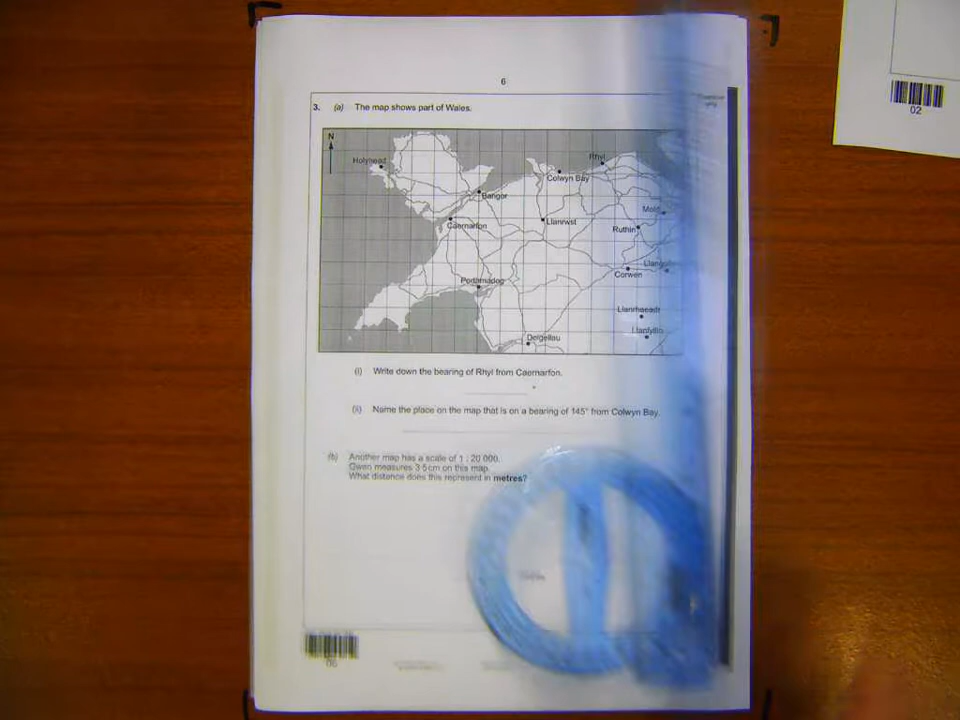 6
3. (a) The map shows part of Wales.
N
Holyhead
Rhyl
Colwyn Bay
Bangor
Mold
Caernarfon
Llanrwst
Ruthin
Corwen
Porthmadog
Llanrhaeadr
Llanfyllin
Dolgellau
(i) Write down the bearing of Rhyl from Caernarfon.
(ii) Name the place on the map that is on a bearing of 145° from Colwyn Bay.
(b) Another map has a scale of 1 : 20 000.
Owen measures 3·5cm on this map.
What distance does this represent in metres?
06
02